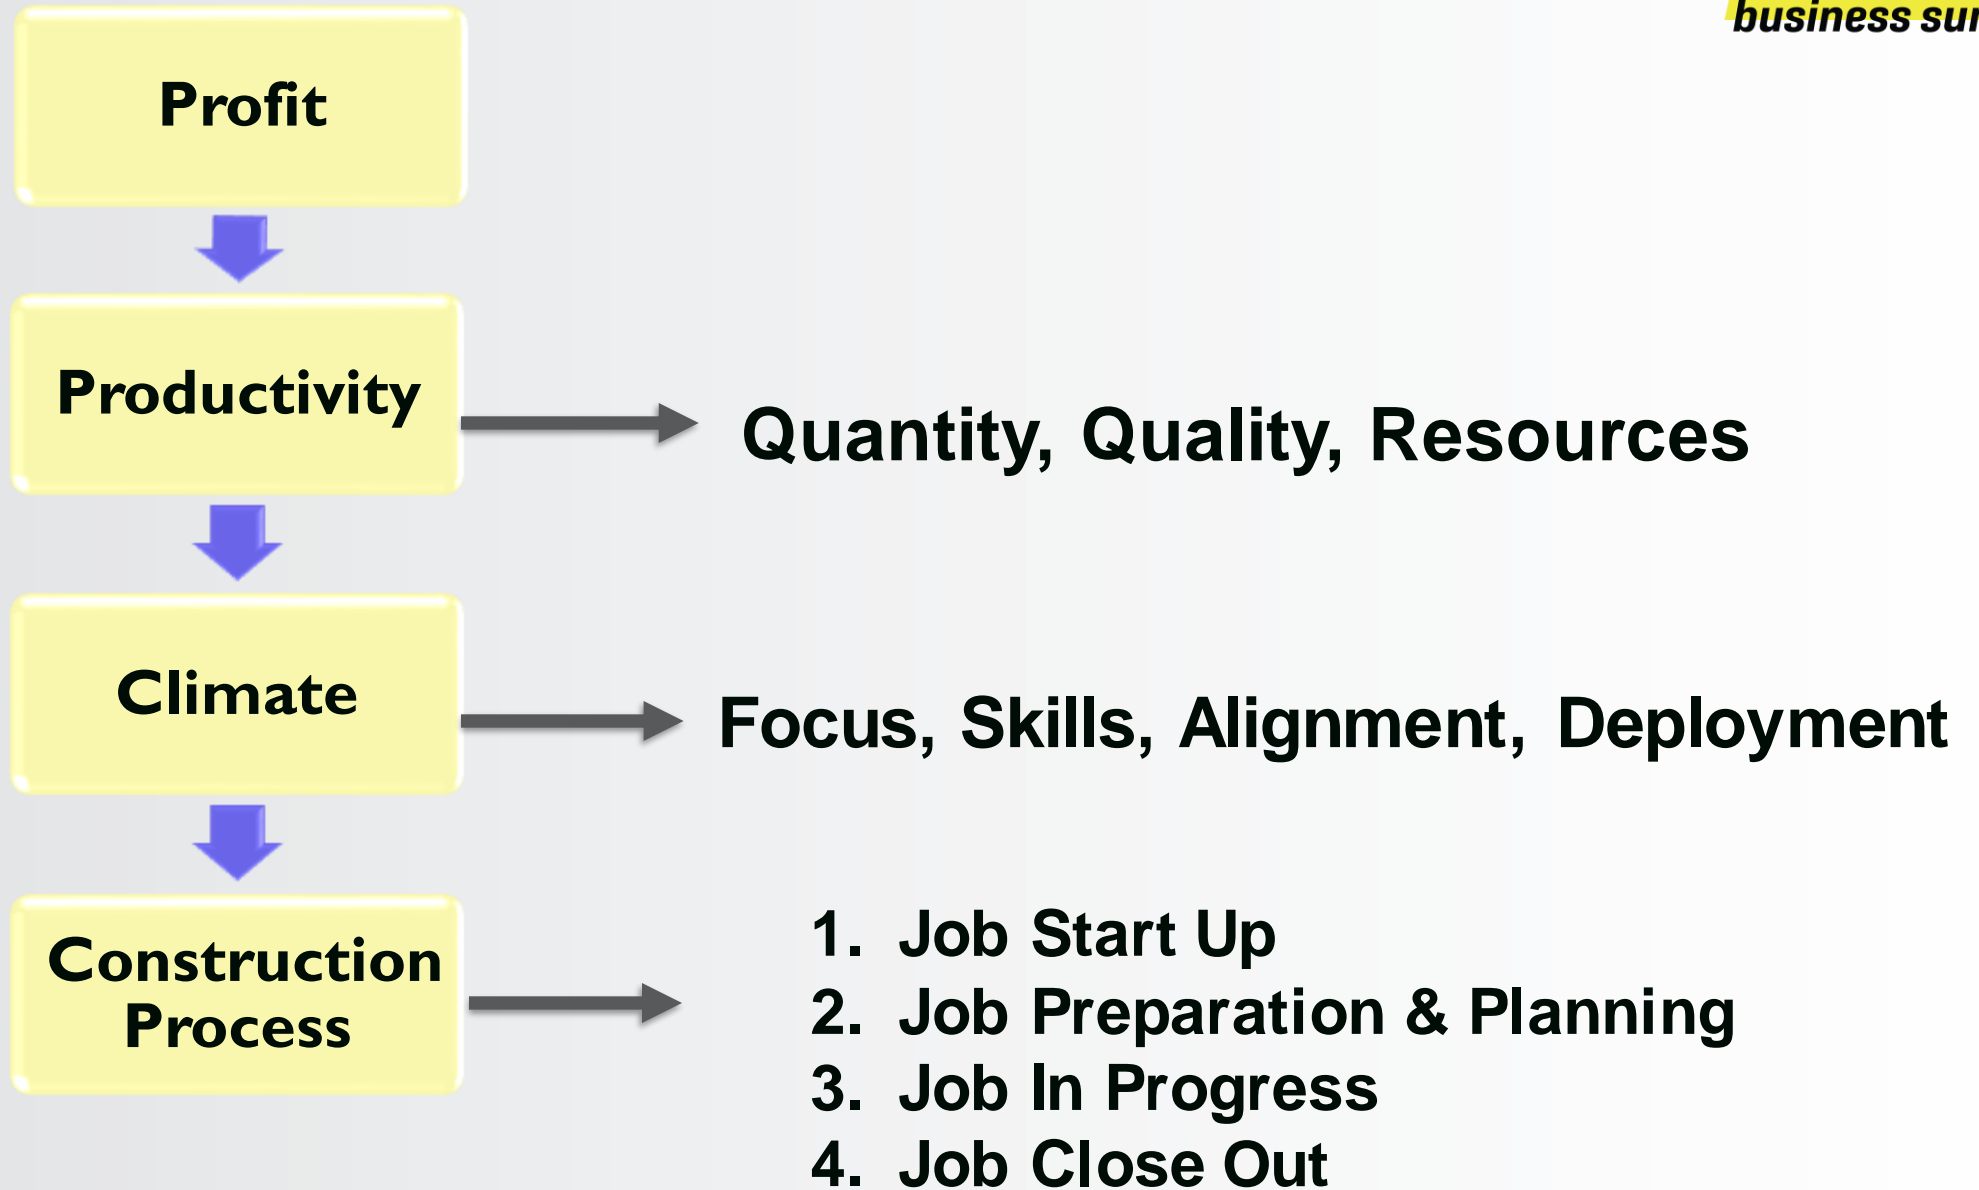 business
Profit
Productivity
Quantity, Quality, Resources
Climate
Focus, Skills, Alignment, Deployment
Construction
Process
1. Job Start Up
2. Job Preparation & Planning
3. Job In Progress
4. Job Close Out